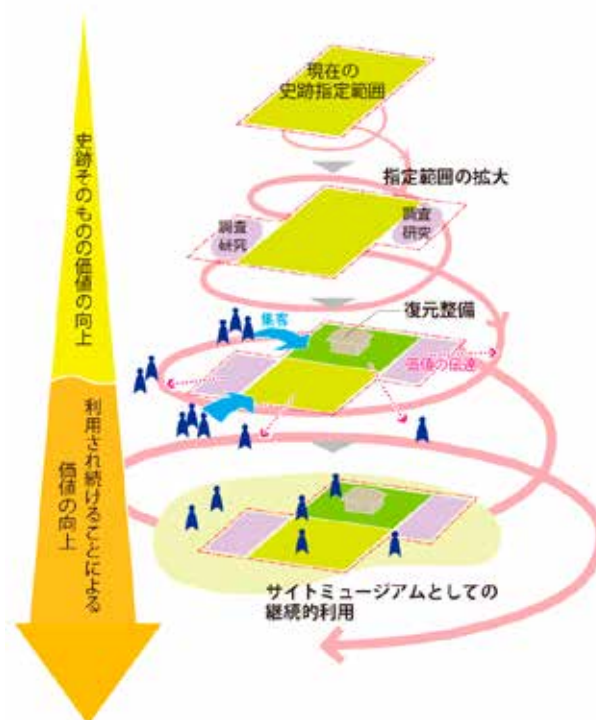 現在の
史跡指定範囲
指定範囲の拡大
調査
研究
調査
研究
復元整備
集客
価値の伝達
サイトミュージアムとしての
継続的利用
史跡そのものの価値の向上
利用され続けることによる
価値の向上